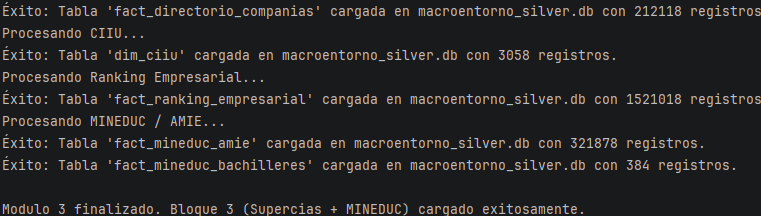 Éxito: Tabla 'fact_directorio_companias' cargada en macroentorno_silver.db con 212118 registros
Procesando CIIU...
Éxito: Tabla 'dim_ciiu' cargada en macroentorno_silver.db con 3058 registros.
Procesando Ranking Empresarial...
Éxito: Tabla 'fact_ranking_empresarial' cargada en macroentorno_silver.db con 1521018 registros
Procesando MINEDUC / AMIE...
Éxito: Tabla 'fact_mineduc_amie' cargada en macroentorno_silver.db con 321878 registros.
Éxito: Tabla 'fact_mineduc_bachilleres' cargada en macroentorno_silver.db con 384 registros.
Modulo 3 finalizado. Bloque 3 (Supercias + MINEDUC) cargado exitosamente.